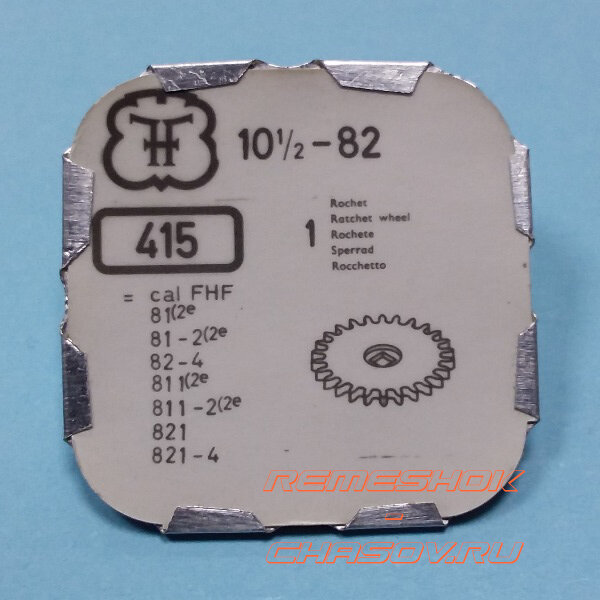 FH
10½-82
415
1
Rochet
Ratchet wheel
Rochete
Sperrad
Rocchetto
= cal FHF
81(2e
81-2(2e
82-4
811(2e
811-2(2e
821
821-4
REMESHOK
-
CHASOV.RU